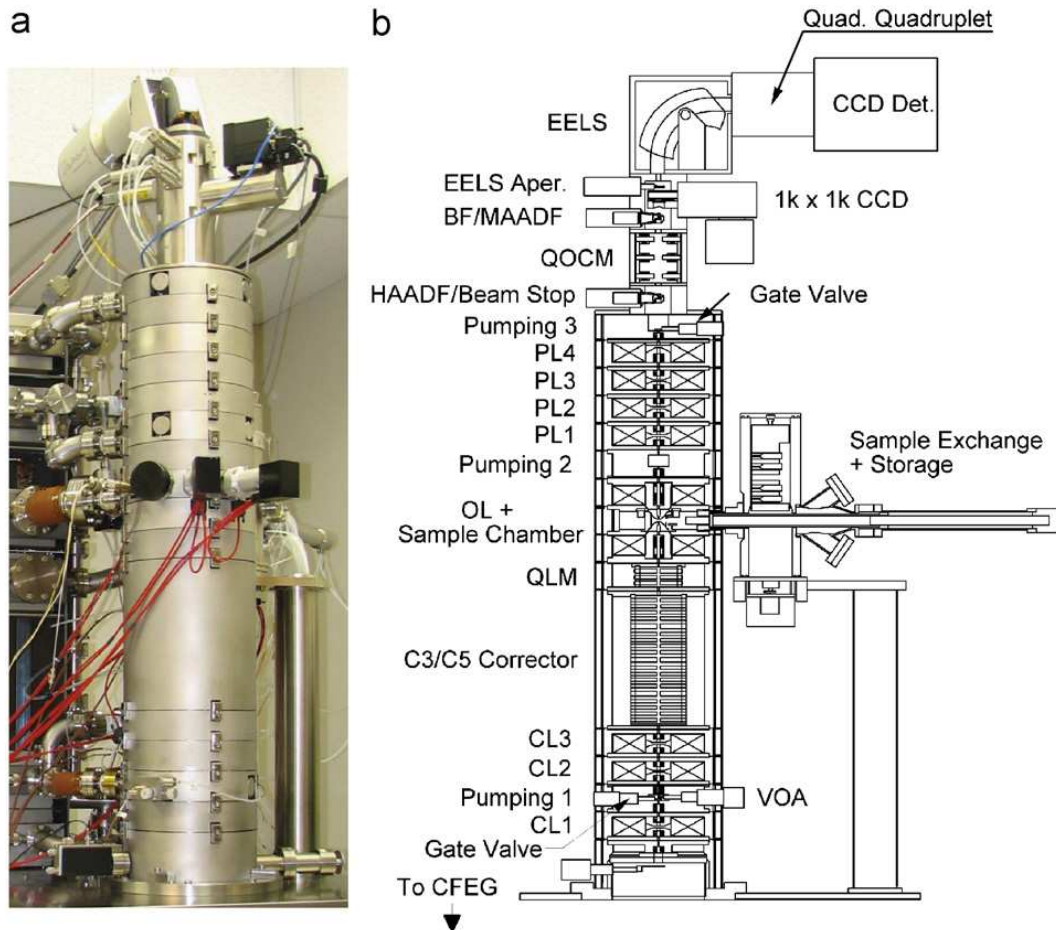 a
b
Quad. Quadruplet
CCD Det.
EELS
EELS Aper.
1k x 1k CCD
BF/MAADF
QOCM
HAADF/Beam Stop
Gate Valve
Pumping 3
PL4
PL3
PL2
PL1
Sample Exchange
+ Storage
Pumping 2
OL +
Sample Chamber
QLM
C3/C5 Corrector
CL3
CL2
Pumping 1
VOA
CL1
Gate Valve
To CFEG